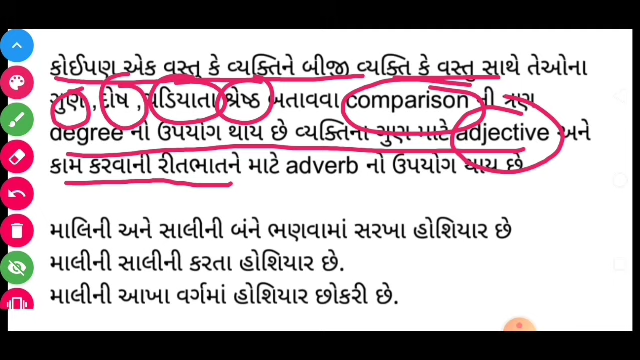 કોઈપણ એક વસ્તુ કે વ્યક્તિને બીજી વ્યક્તિ કે વસ્તુ સાથે તેઓના
ગુણ ,દોષ ,ચડિયાતા શ્રેષ્ઠ બતાવવા comparison ની ત્રણ
degree નો ઉપયોગ થાય છે વ્યક્તિના ગુણ માટે adjective અને
કામ કરવાની રીતભાતને માટે adverb નો ઉપયોગ થાય છે
માલિની અને સાલીની બંને ભણવામાં સરખા હોશિયાર છે
માલીની સાલીની કરતા હોશિયાર છે.
માલીની આખા વર્ગમાં હોશિયાર છોકરી છે.